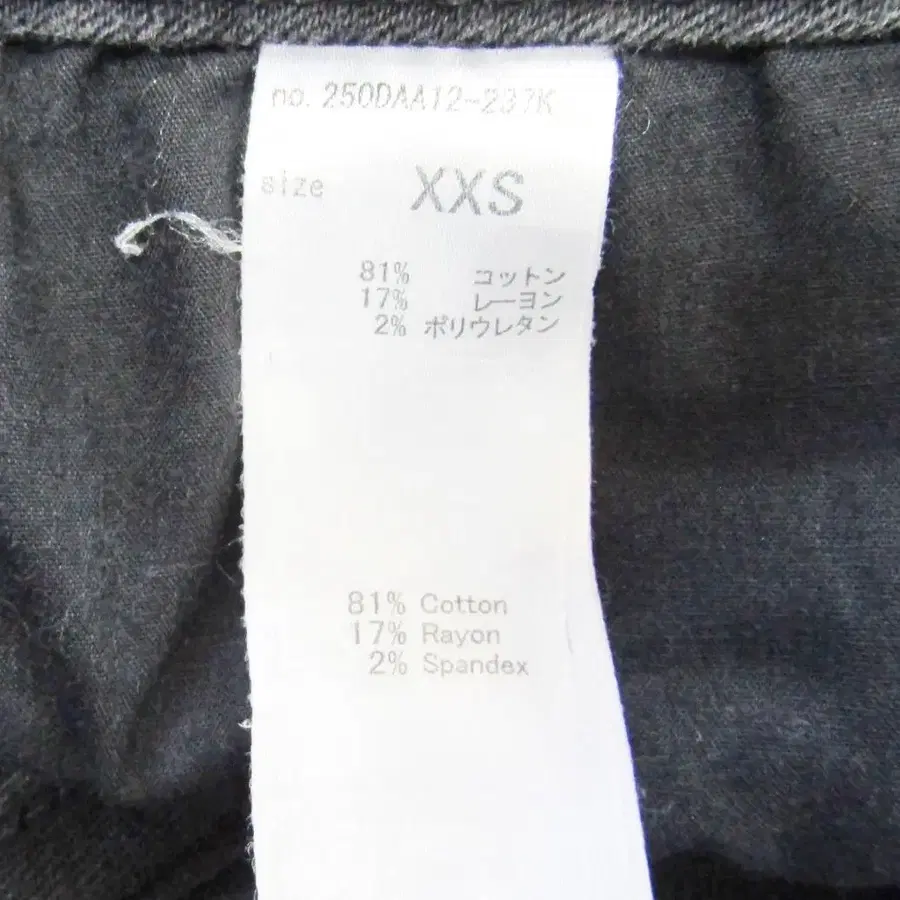 no. 250DAA12-237K
size XXS
81% コットン
17% レーヨン
2% ポリウレタン
81% Cotton
17% Rayon
2% Spandex